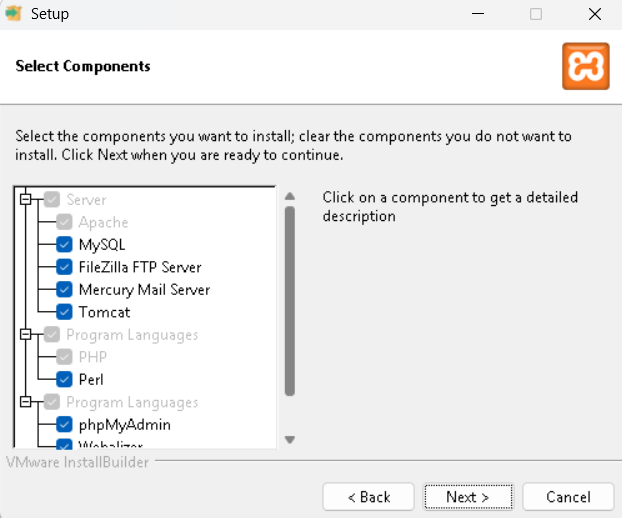 Setup
Select Components
Select the components you want to install; clear the components you do not want to
install. Click Next when you are ready to continue.
Server
Apache
MySQL
FileZilla FTP Server
Mercury Mail Server
Tomcat
Program Languages
PHP
Perl
Program Languages
phpMyAdmin
Webalizer
Click on a component to get a detailed
description
VMware InstallBuilder
< Back
Next >
Cancel